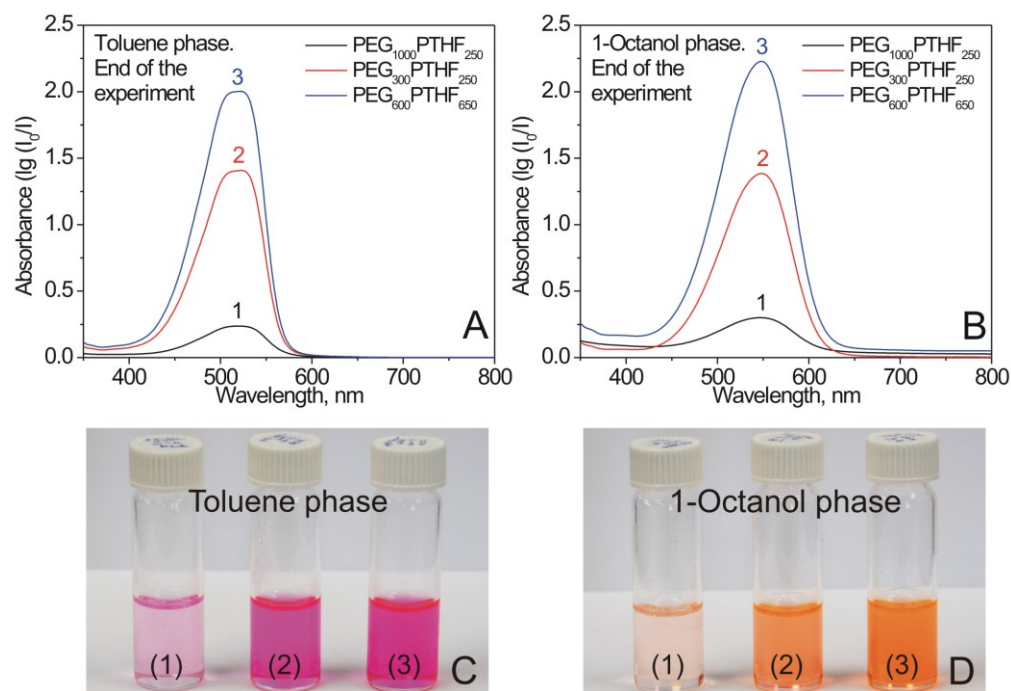 Toluene phase.
End of the
experiment
PEG1000PTHF250
PEG300PTHF250
PEG600PTHF650
3
2
1
A
Absorbance (lg (I0/I)
2.5
2.0
1.5
1.0
0.5
0.0
400 500 600 700 800
Wavelength, nm
1-Octanol phase.
End of the
experiment
PEG1000PTHF250
PEG300PTHF250
PEG600PTHF650
3
2
1
B
Absorbance (lg (I0/I)
2.5
2.0
1.5
1.0
0.5
0.0
400 500 600 700 800
Wavelength, nm
Toluene phase
(1) (2) (3)
C
1-Octanol phase
(1) (2) (3)
D